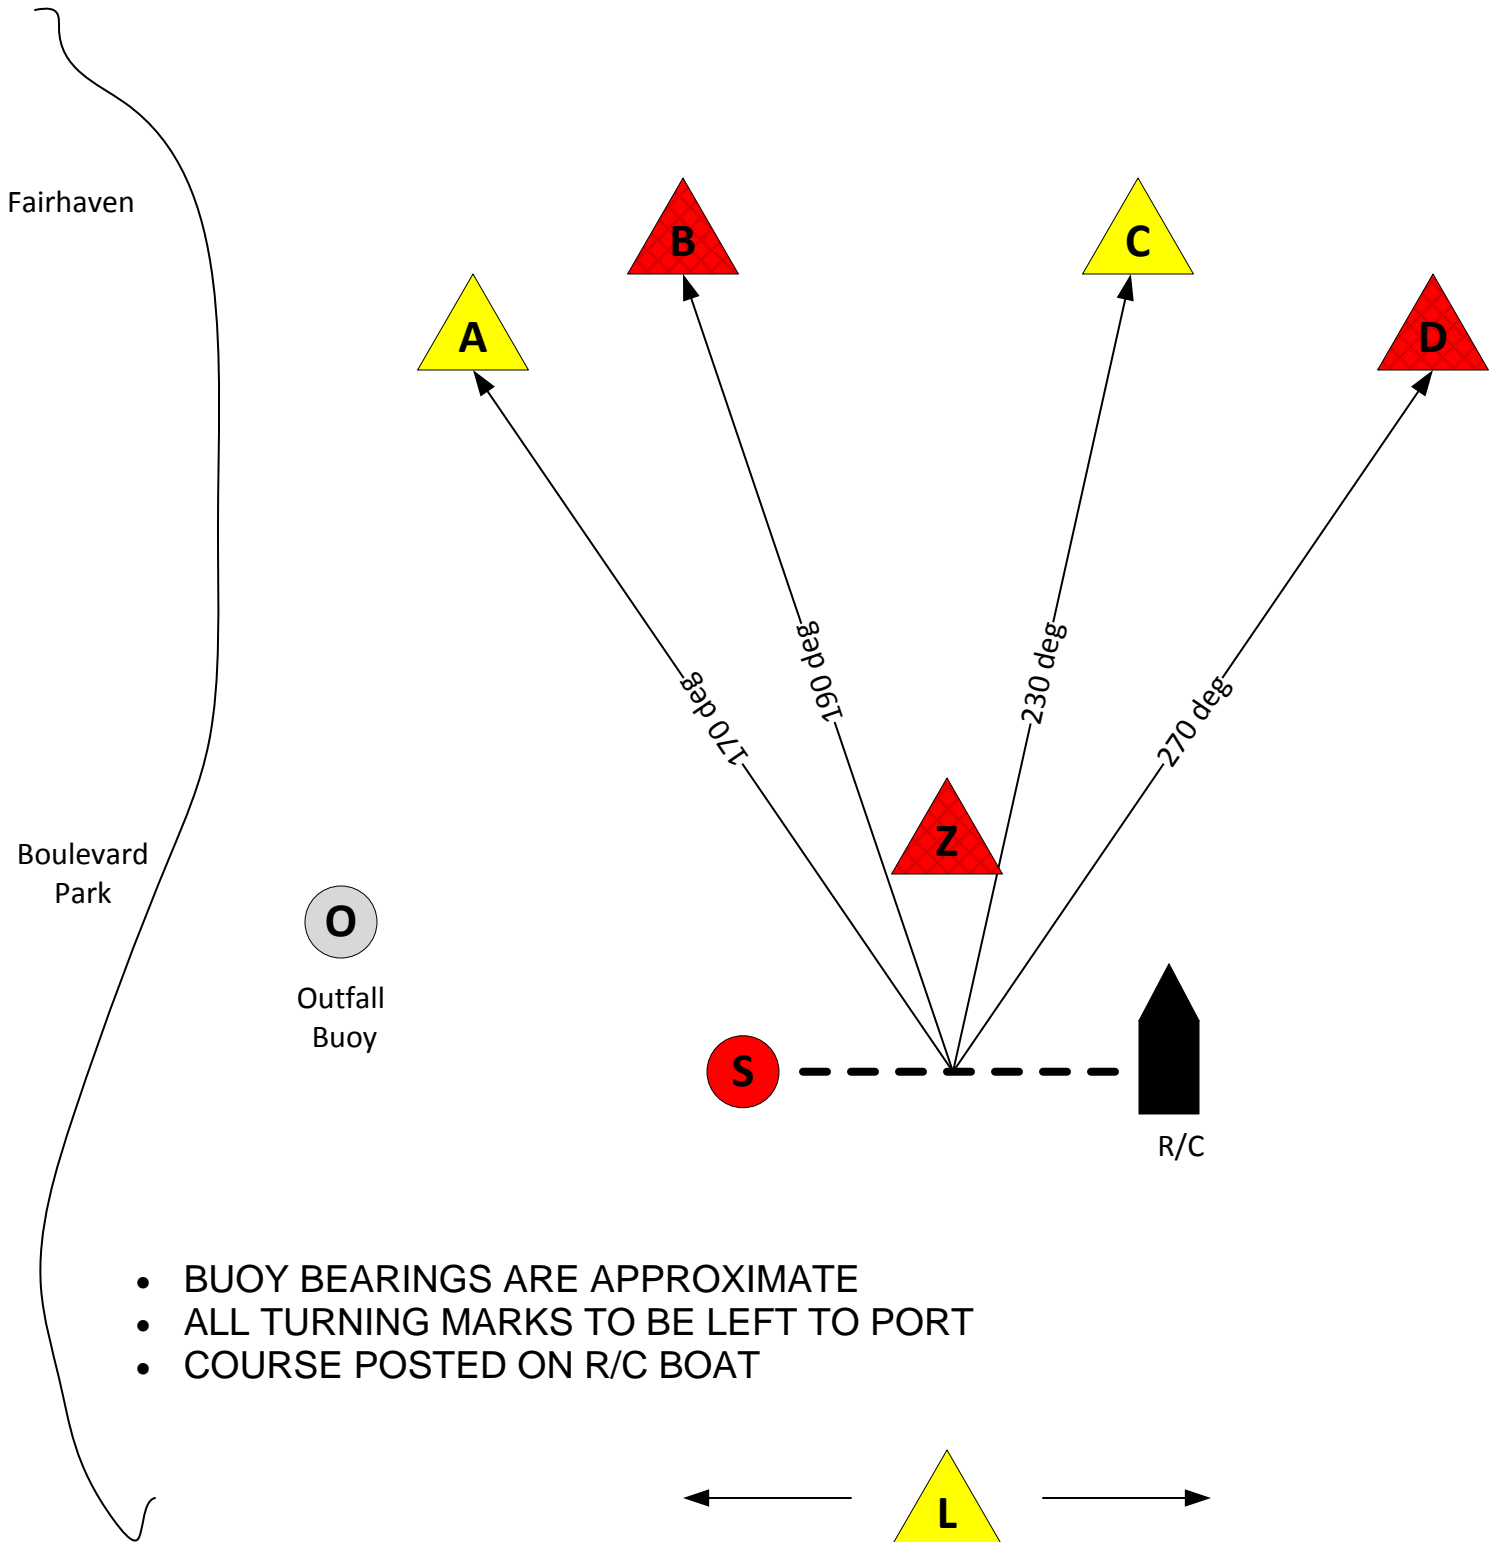 Fairhaven
B
C
A
D
190 deg
230 deg
170 deg
270 deg
Z
Boulevard
Park
O
Outfall
Buoy
S
R/C
• BUOY BEARINGS ARE APPROXIMATE
• ALL TURNING MARKS TO BE LEFT TO PORT
• COURSE POSTED ON R/C BOAT
L